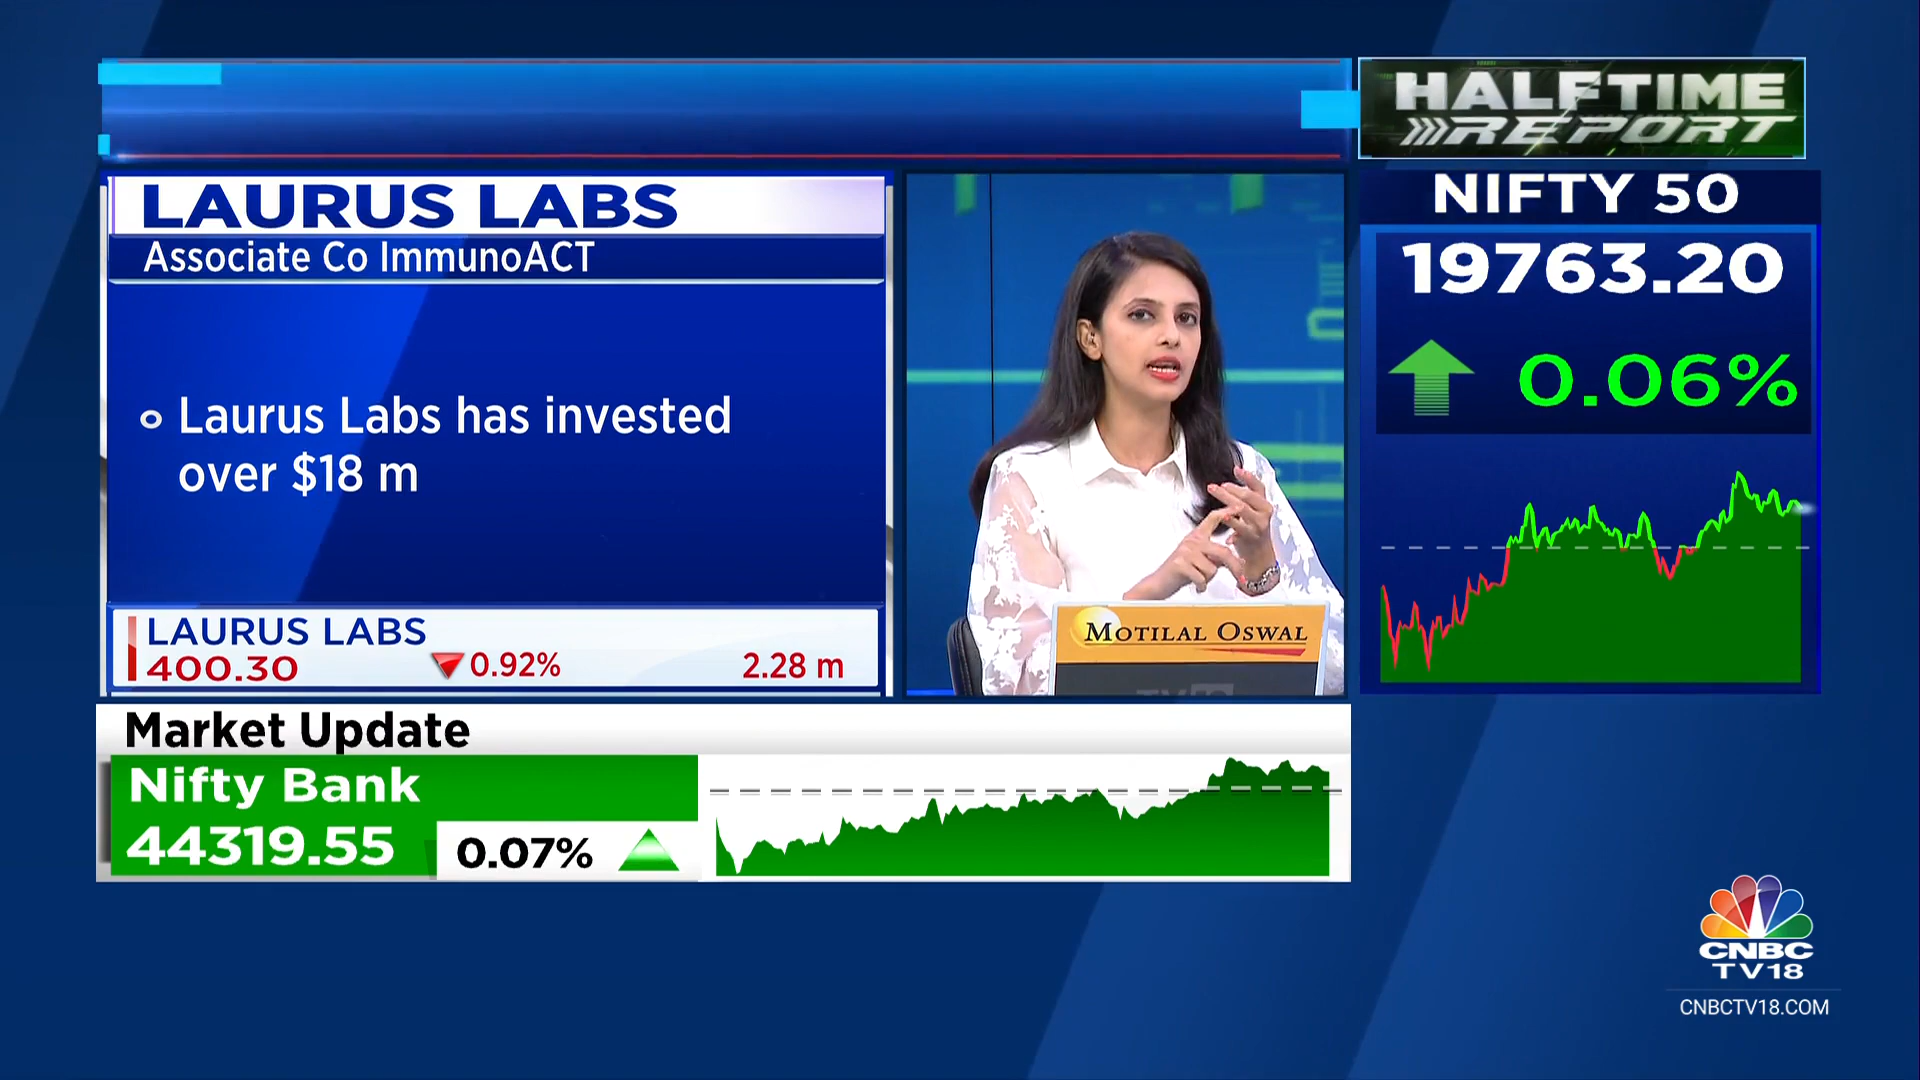 HALFTIME
REPORT
LAURUS LABS
Associate Co ImmunoACT
Laurus Labs has invested
over $18 m
LAURUS LABS
400.30 0.92% 2.28 m
MOTILAL OSWAL
NIFTY 50
19763.20
0.06%
Market Update
Nifty Bank
44319.55 0.07%
CNBC
TV18
CNBCTV18.COM